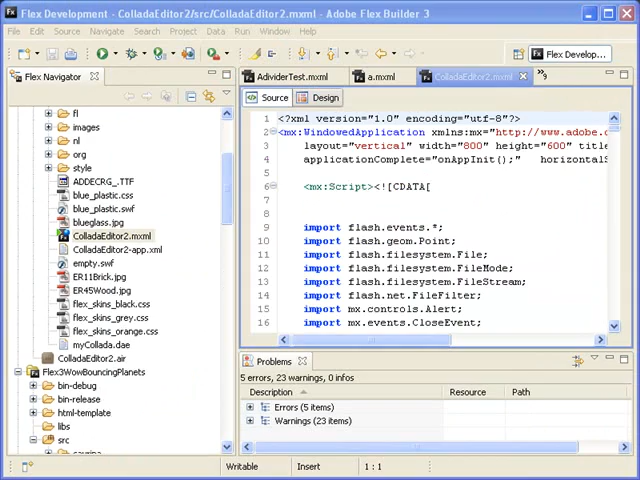 Flex Development - ColladaEditor2/src/ColladaEditor2.mxml - Adobe Flex Builder 3
File Edit Source Navigate Search Project Data Run Window Help
Flex Develop...
Flex Navigator
fl
images
nl
org
style
ADDECRG_.TTF
blue_plastic.css
blue_plastic.swf
blueglass.jpg
ColladaEditor2.mxml
ColladaEditor2-app.xml
empty.swf
ER11Brick.jpg
ER45Wood.jpg
flex_skins_black.css
flex_skins_grey.css
flex_skins_orange.css
myCollada.dae
ColladaEditor2.air
Flex3WowBouncingPlanets
bin-debug
bin-release
html-template
libs
src
AdividerTest.mxml a.mxml ColladaEditor2.mxml »9
Source Design
1 <?xml version="1.0" encoding="utf-8"?>
2 <mx:WindowedApplication xmlns:mx="http://www.adobe.c
3 layout="vertical" width="800" height="600" title
4 applicationComplete="onAppInit();" horizontalS
5
6 <mx:Script><![CDATA[
7
8
9 import flash.events.*;
10 import flash.geom.Point;
11 import flash.filesystem.File;
12 import flash.filesystem.FileMode;
13 import flash.filesystem.FileStream;
14 import flash.net.FileFilter;
15 import mx.controls.Alert;
16 import mx.events.CloseEvent;
Problems
5 errors, 23 warnings, 0 infos
Description Resource Path
Errors (5 items)
Warnings (23 items)
Writable Insert 1 : 1